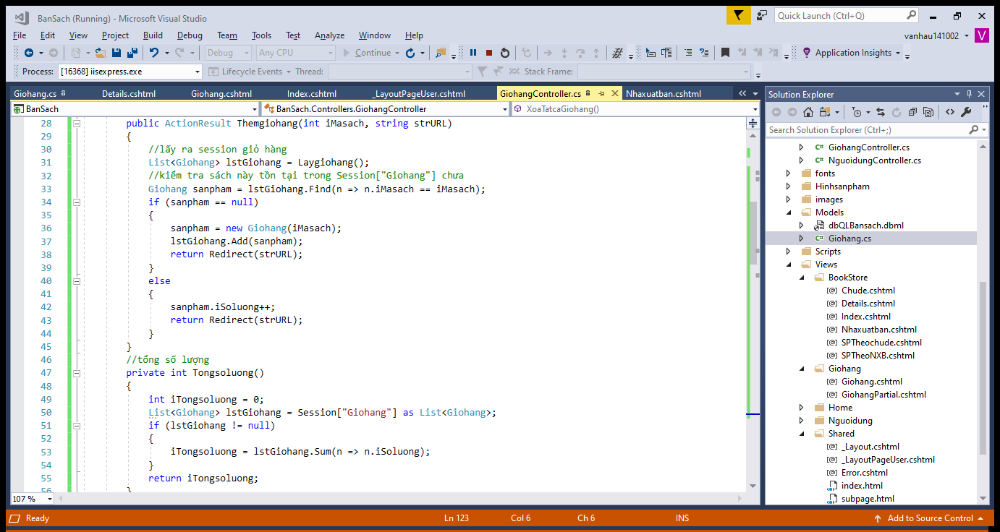 BanSach (Running) - Microsoft Visual Studio
Quick Launch (Ctrl+Q)
File Edit View Project Build Debug Team Tools Test Analyze Window Help
vanhau141002
V
Debug Any CPU Continue Application Insights
Process: [16368] iisexpress.exe Lifecycle Events Thread: Stack Frame:
Giohang.cs Details.cshtml Giohang.cshtml Index.cshtml _LayoutPageUser.cshtml GiohangController.cs Nhaxuatban.cshtml
BanSach BanSach.Controllers.GiohangController XoaTatcaGiohang()
28 public ActionResult Themgiohang(int iMasach, string strURL)
29 {
30 //lấy ra session giỏ hàng
31 List<Giohang> lstGiohang = Laygiohang();
32 //kiểm tra sách này tồn tại trong Session["Giohang"] chưa
33 Giohang sanpham = lstGiohang.Find(n => n.iMasach == iMasach);
34 if (sanpham == null)
35 {
36 sanpham = new Giohang(iMasach);
37 lstGiohang.Add(sanpham);
38 return Redirect(strURL);
39 }
40 else
41 {
42 sanpham.iSoluong++;
43 return Redirect(strURL);
44 }
45 }
46 //tổng số lượng
47 private int Tongsoluong()
48 {
49 int iTongsoluong = 0;
50 List<Giohang> lstGiohang = Session["Giohang"] as List<Giohang>;
51 if (lstGiohang != null)
52 {
53 iTongsoluong = lstGiohang.Sum(n => n.iSoluong);
54 }
55 return iTongsoluong;
56 }
107 %
Solution Explorer
Search Solution Explorer (Ctrl+;)
C# GiohangController.cs
C# NguoidungController.cs
fonts
Hinhsanpham
images
Models
dbQLBansach.dbml
C# Giohang.cs
Scripts
Views
BookStore
[@] Chude.cshtml
[@] Details.cshtml
[@] Index.cshtml
[@] Nhaxuatban.cshtml
[@] SPTheochude.cshtml
[@] SPTheoNXB.cshtml
Giohang
[@] Giohang.cshtml
[@] GiohangPartial.cshtml
Home
Nguoidung
Shared
[@] _Layout.cshtml
[@] _LayoutPageUser.cshtml
[@] Error.cshtml
index.html
subpage.html
Ready Ln 123 Col 6 Ch 6 INS Add to Source Control